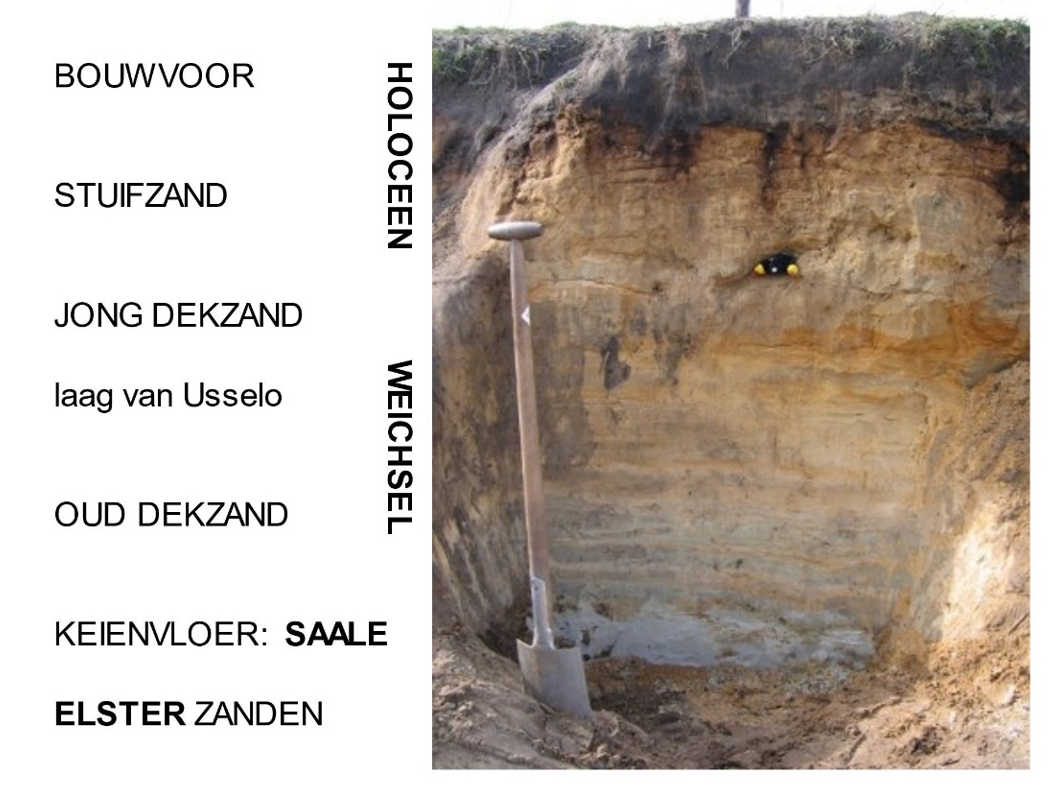 BOUWVOOR
STUIFZAND
JONG DEKZAND
laag van Usselo
OUD DEKZAND
KEIENVLOER: SAALE
ELSTER ZANDEN
HOLOCEEN
WEICHSEL